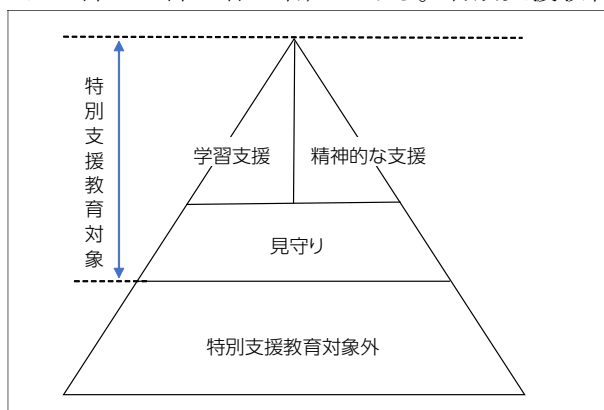 特別支援教育対象
学習支援
精神的な支援
見守り
特別支援教育対象外